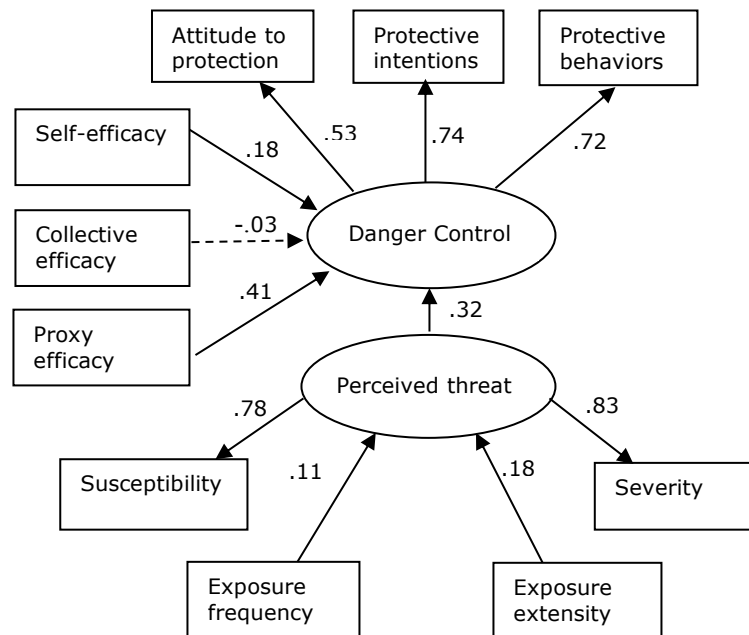 Attitude to
protection
Protective
intentions
Protective
behaviors
Self-efficacy
.53
.74
.72
.18
Collective
efficacy
-.03
Danger Control
Proxy
efficacy
.41
.32
Perceived threat
.78
.83
Susceptibility
.11
.18
Severity
Exposure
frequency
Exposure
extensity